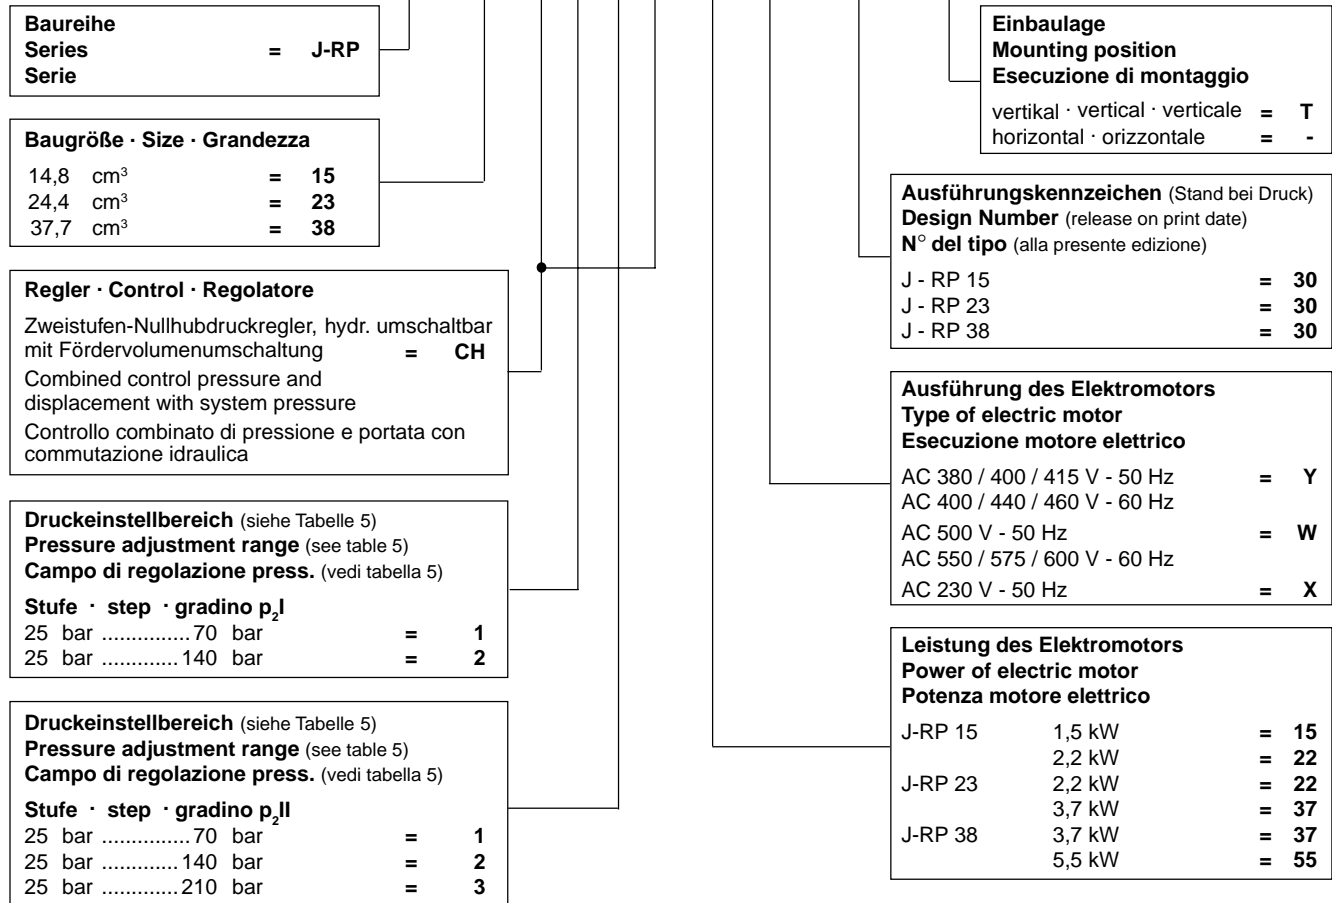 Baureihe
Series = J-RP
Serie
Baugröße · Size · Grandezza
14,8 cm³ = 15
24,4 cm³ = 23
37,7 cm³ = 38
Regler · Control · Regolatore
Zweistufen-Nullhubdruckregler, hydr. umschaltbar
mit Fördervolumenumschaltung = CH
Combined control pressure and
displacement with system pressure
Controllo combinato di pressione e portata con
commutazione idraulica
Druckeinstellbereich (siehe Tabelle 5)
Pressure adjustment range (see table 5)
Campo di regolazione press. (vedi tabella 5)
Stufe · step · gradino p₂I
25 bar ...............70 bar = 1
25 bar .............140 bar = 2
Druckeinstellbereich (siehe Tabelle 5)
Pressure adjustment range (see table 5)
Campo di regolazione press. (vedi tabella 5)
Stufe · step · gradino p₂II
25 bar ...............70 bar = 1
25 bar .............140 bar = 2
25 bar .............210 bar = 3
Einbaulage
Mounting position
Esecuzione di montaggio
vertikal · vertical · verticale = T
horizontal · orizzontale = -
Ausführungskennzeichen (Stand bei Druck)
Design Number (release on print date)
N° del tipo (alla presente edizione)
J - RP 15 = 30
J - RP 23 = 30
J - RP 38 = 30
Ausführung des Elektromotors
Type of electric motor
Esecuzione motore elettrico
AC 380 / 400 / 415 V - 50 Hz = Y
AC 400 / 440 / 460 V - 60 Hz
AC 500 V - 50 Hz = W
AC 550 / 575 / 600 V - 60 Hz
AC 230 V - 50 Hz = X
Leistung des Elektromotors
Power of electric motor
Potenza motore elettrico
J-RP 15 1,5 kW = 15
2,2 kW = 22
J-RP 23 2,2 kW = 22
3,7 kW = 37
J-RP 38 3,7 kW = 37
5,5 kW = 55